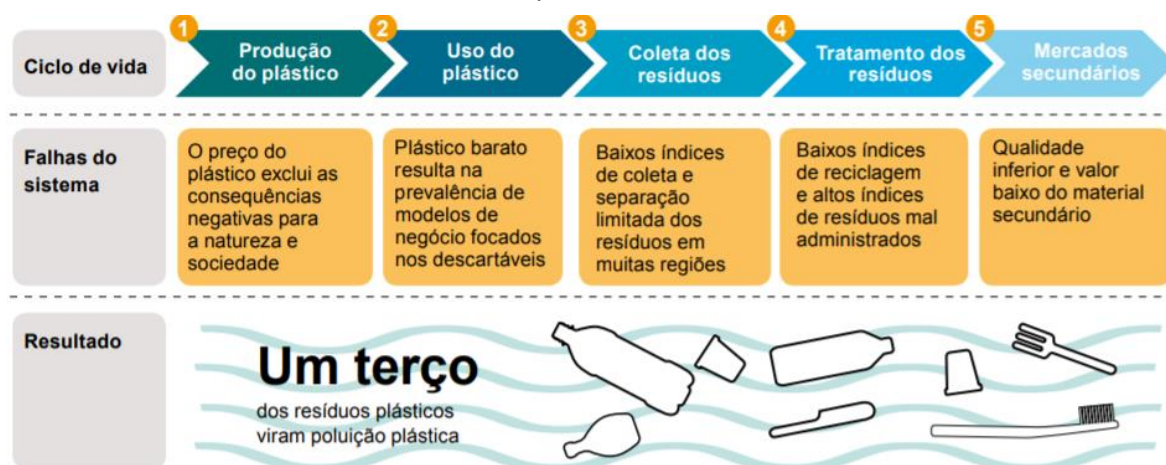 Ciclo de vida
1
Produção
do plástico
2
Uso do
plástico
3
Coleta dos
resíduos
4
Tratamento dos
resíduos
5
Mercados
secundários
Falhas do
sistema
O preço do
plástico exclui as
consequências
negativas para
a natureza e
sociedade
Plástico barato
resulta na
prevalência de
modelos de
negócio focados
nos descartáveis
Baixos índices
de coleta e
separação
limitada dos
resíduos em
muitas regiões
Baixos índices
de reciclagem
e altos índices
de resíduos mal
administrados
Qualidade
inferior e valor
baixo do material
secundário
Resultado
Um terço
dos resíduos plásticos
viram poluição plástica